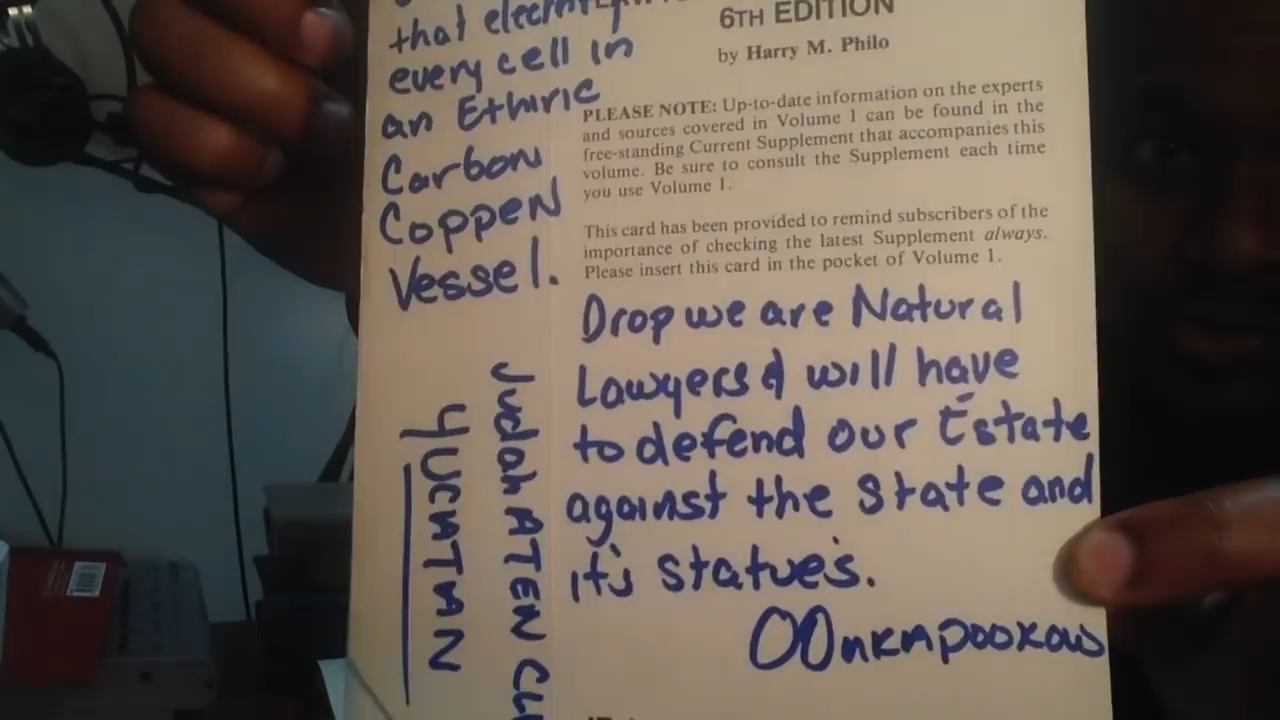 that
every cell in
an Ethiric
Carbon
Coppen
Vessel.
6TH EDITION
by Harry M. Philo
PLEASE NOTE: Up-to-date information on the experts
and sources covered in Volume 1 can be found in the
free-standing Current Supplement that accompanies this
volume. Be sure to consult the Supplement each time
you use Volume 1.
This card has been provided to remind subscribers of the
importance of checking the latest Supplement always.
Please insert this card in the pocket of Volume 1.
Drop we are Natural
Lawyers & will have
to defend our Estate
against the State and
it's statue's.
OOnknpooxow
Judah ATEN
YUCATAN